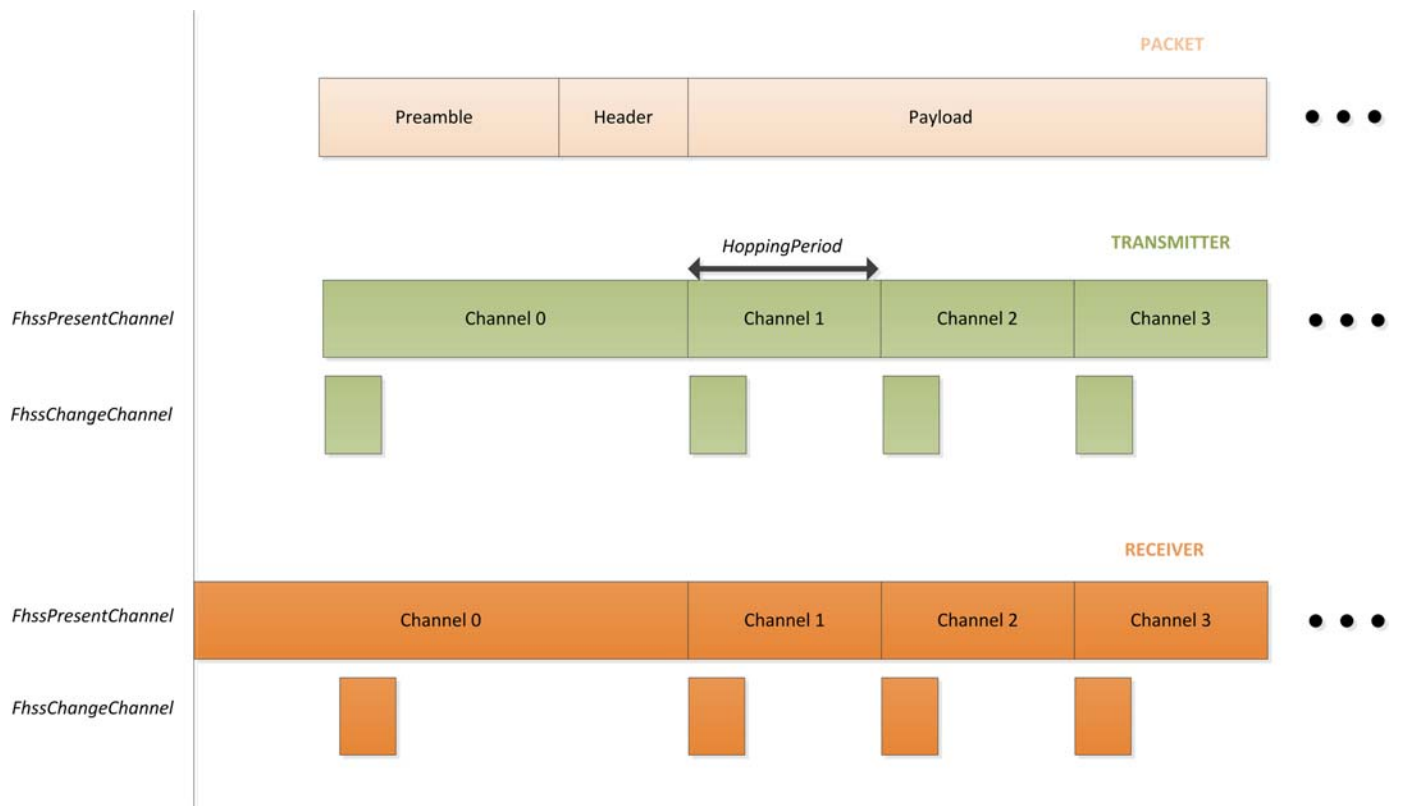 PACKET
Preamble
Header
Payload
HoppingPeriod
TRANSMITTER
FhssPresentChannel
Channel 0
Channel 1
Channel 2
Channel 3
FhssChangeChannel
RECEIVER
FhssPresentChannel
Channel 0
Channel 1
Channel 2
Channel 3
FhssChangeChannel